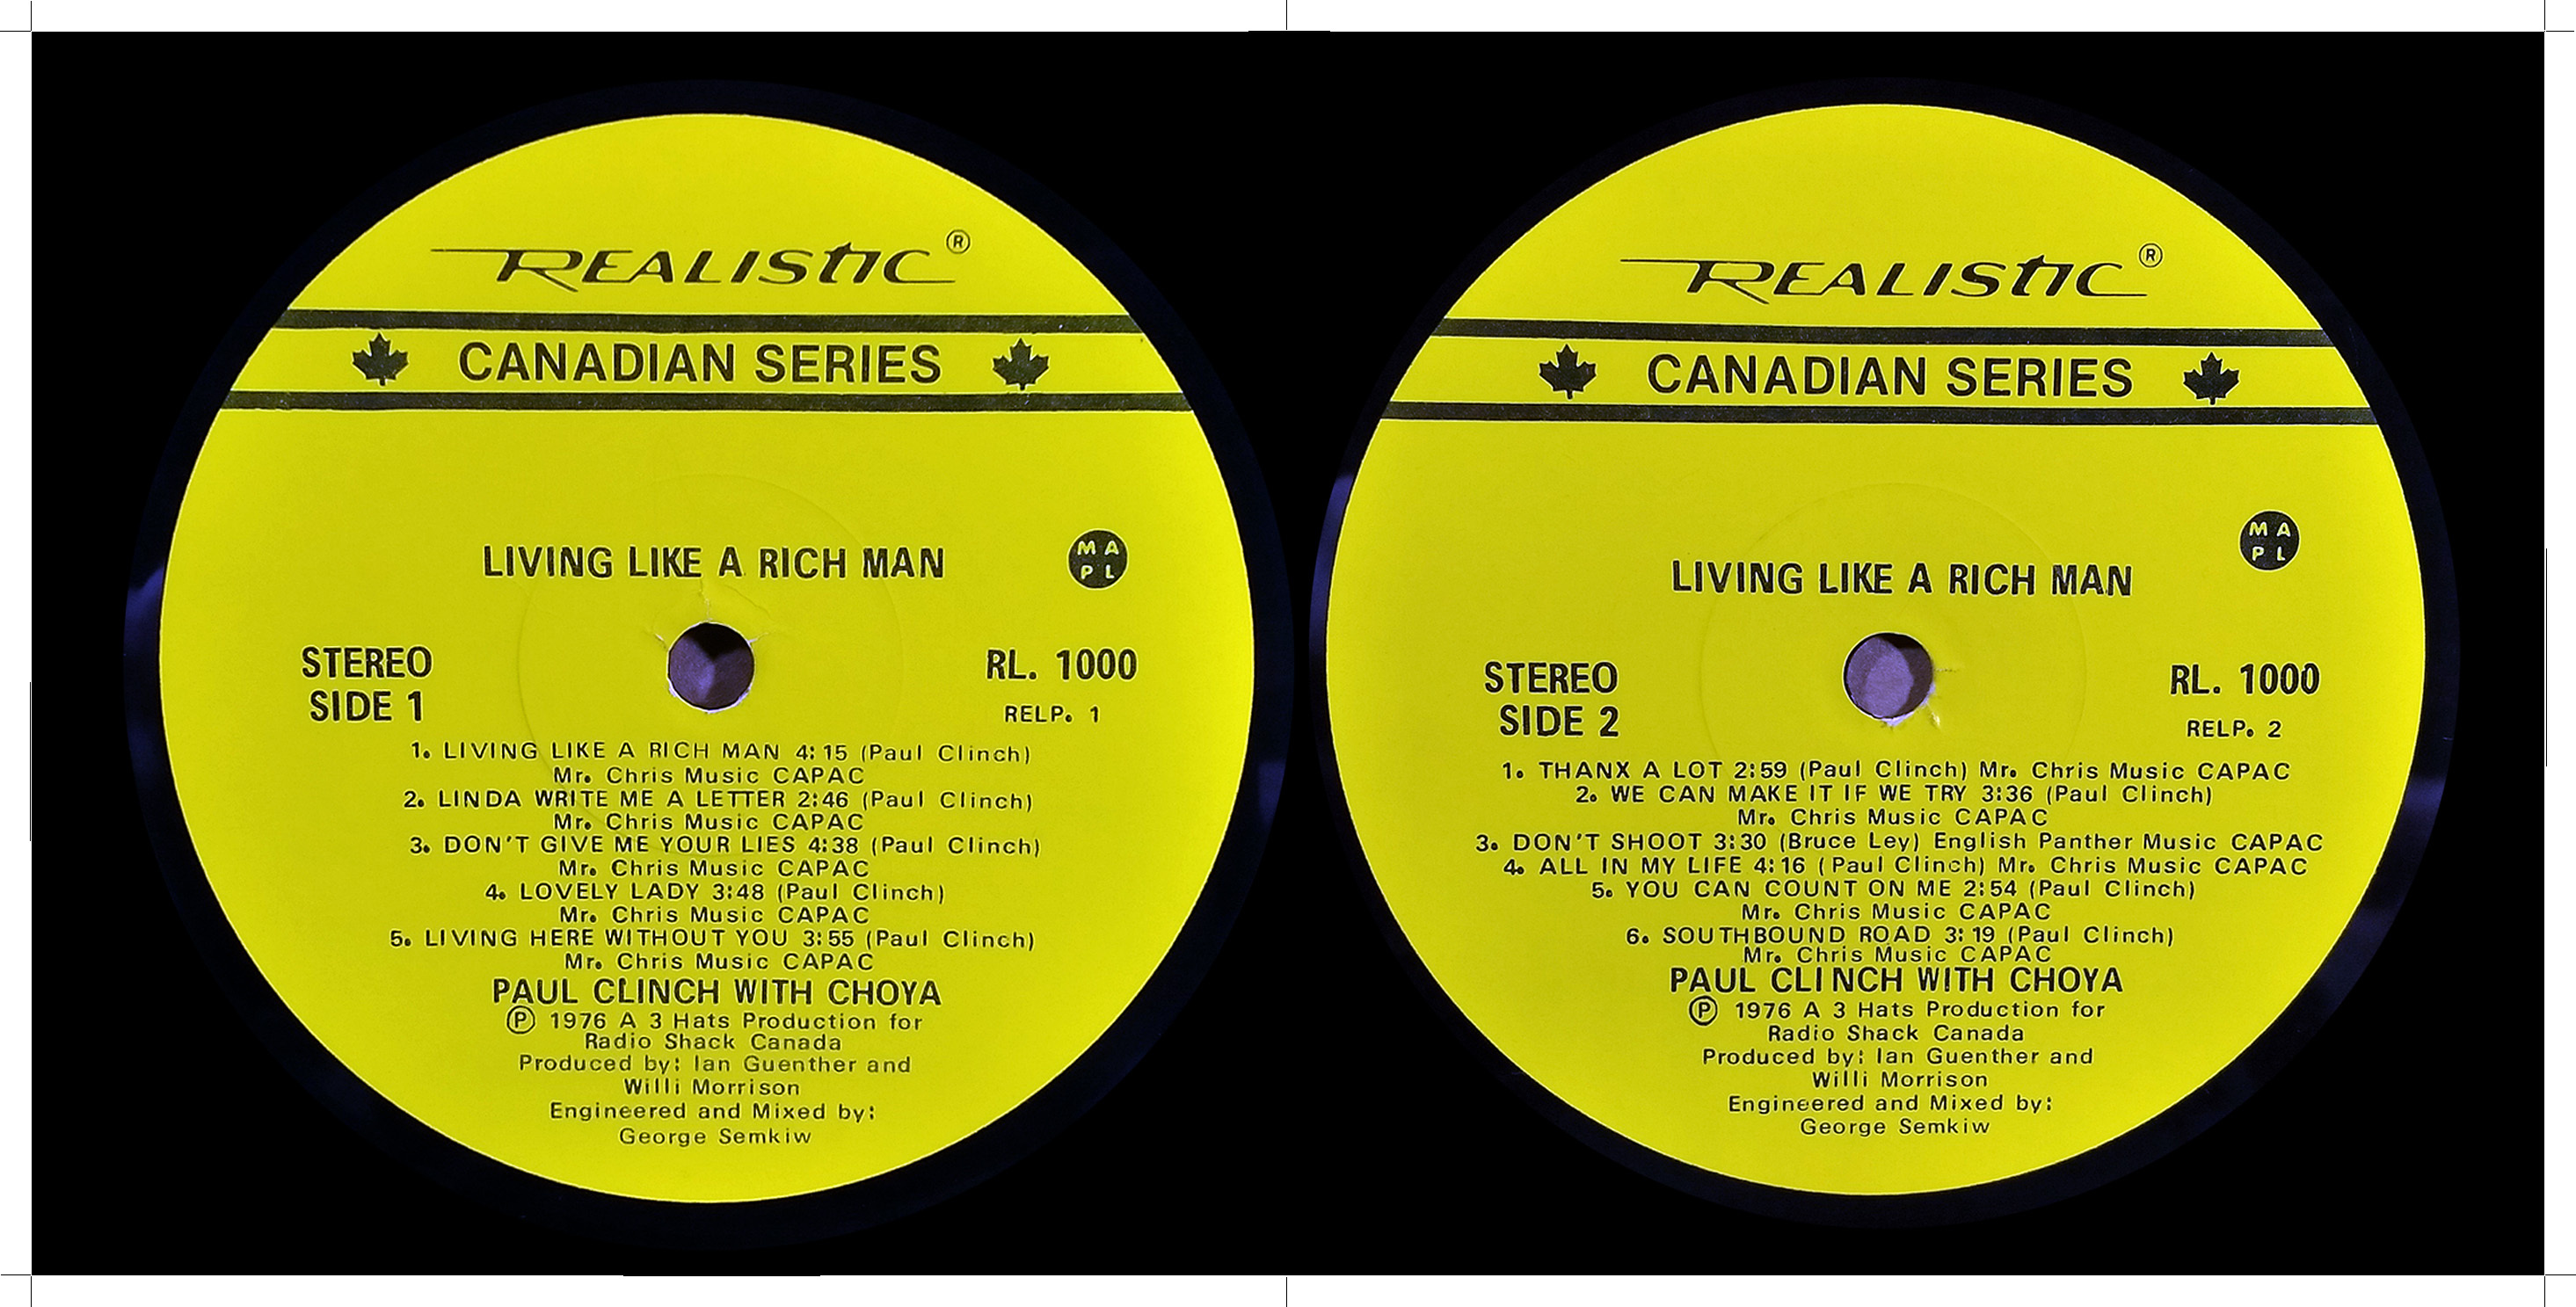 REALISTIC ®
CANADIAN SERIES
LIVING LIKE A RICH MAN
M A
P L
STEREO
SIDE 1
RL. 1000
RELP. 1
1. LIVING LIKE A RICH MAN 4:15 (Paul Clinch)
Mr. Chris Music CAPAC
2. LINDA WRITE ME A LETTER 2:46 (Paul Clinch)
Mr. Chris Music CAPAC
3. DON'T GIVE ME YOUR LIES 4:38 (Paul Clinch)
Mr. Chris Music CAPAC
4. LOVELY LADY 3:48 (Paul Clinch)
Mr. Chris Music CAPAC
5. LIVING HERE WITHOUT YOU 3:55 (Paul Clinch)
Mr. Chris Music CAPAC
PAUL CLINCH WITH CHOYA
Ⓟ 1976 A 3 Hats Production for
Radio Shack Canada
Produced by: Ian Guenther and
Willi Morrison
Engineered and Mixed by:
George Semkiw
REALISTIC ®
CANADIAN SERIES
M A
P L
LIVING LIKE A RICH MAN
STEREO
SIDE 2
RL. 1000
RELP. 2
1. THANX A LOT 2:59 (Paul Clinch) Mr. Chris Music CAPAC
2. WE CAN MAKE IT IF WE TRY 3:36 (Paul Clinch)
Mr. Chris Music CAPAC
3. DON'T SHOOT 3:30 (Bruce Ley) English Panther Music CAPAC
4. ALL IN MY LIFE 4:16 (Paul Clinch) Mr. Chris Music CAPAC
5. YOU CAN COUNT ON ME 2:54 (Paul Clinch)
Mr. Chris Music CAPAC
6. SOUTHBOUND ROAD 3:19 (Paul Clinch)
Mr. Chris Music CAPAC
PAUL CLINCH WITH CHOYA
Ⓟ 1976 A 3 Hats Production for
Radio Shack Canada
Produced by: Ian Guenther and
Willi Morrison
Engineered and Mixed by:
George Semkiw